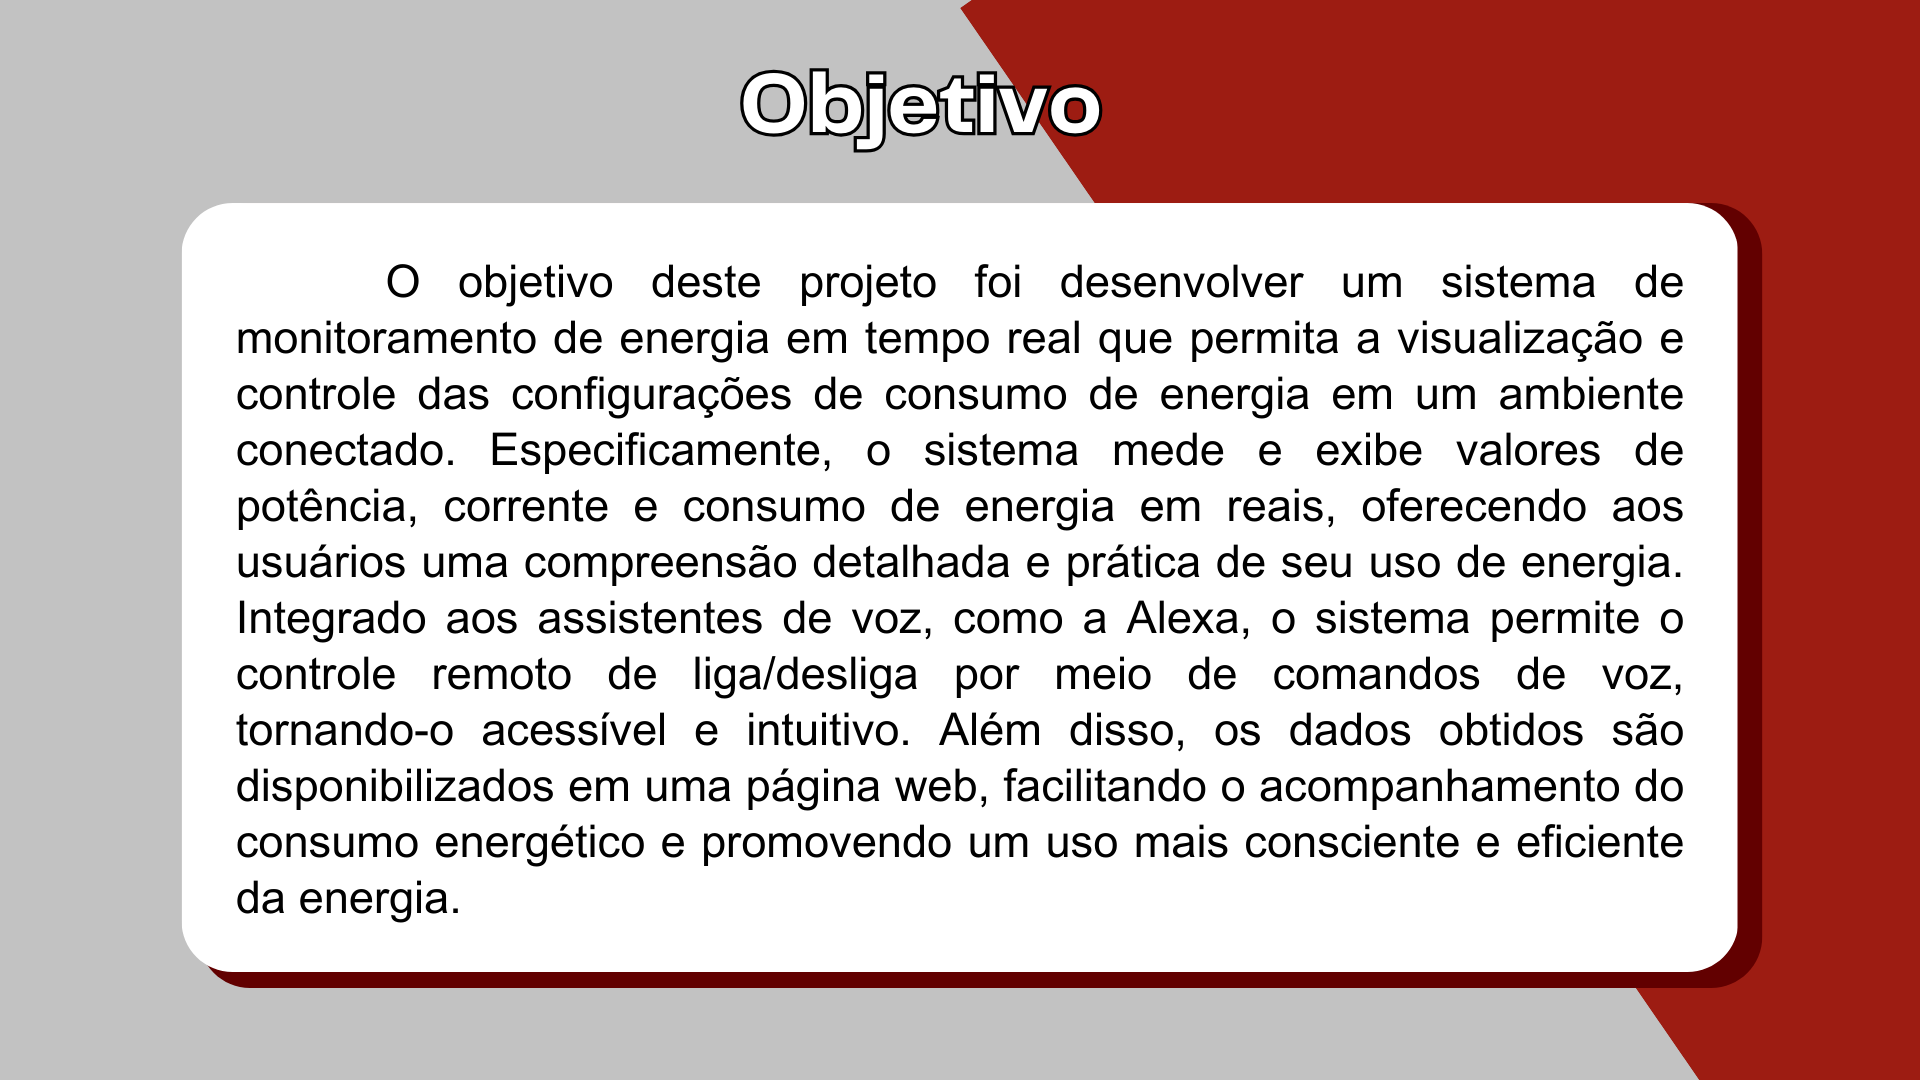 Objetivo
O objetivo deste projeto foi desenvolver um sistema de
monitoramento de energia em tempo real que permita a visualização e
controle das configurações de consumo de energia em um ambiente
conectado. Especificamente, o sistema mede e exibe valores de
potência, corrente e consumo de energia em reais, oferecendo aos
usuários uma compreensão detalhada e prática de seu uso de energia.
Integrado aos assistentes de voz, como a Alexa, o sistema permite o
controle remoto de liga/desliga por meio de comandos de voz,
tornando-o acessível e intuitivo. Além disso, os dados obtidos são
disponibilizados em uma página web, facilitando o acompanhamento do
consumo energético e promovendo um uso mais consciente e eficiente
da energia.